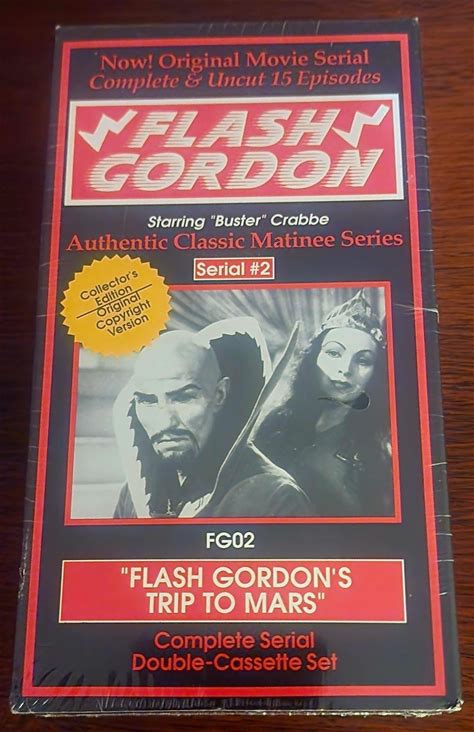 Now! Original Movie Serial
Complete & Uncut 15 Episodes
FLASH
GORDON
Starring "Buster" Crabbe
Authentic Classic Matinee Series
Serial #2
Collector's
Edition
Original
Copyright
Version
FG02
"FLASH GORDON'S
TRIP TO MARS"
Complete Serial
Double-Cassette Set